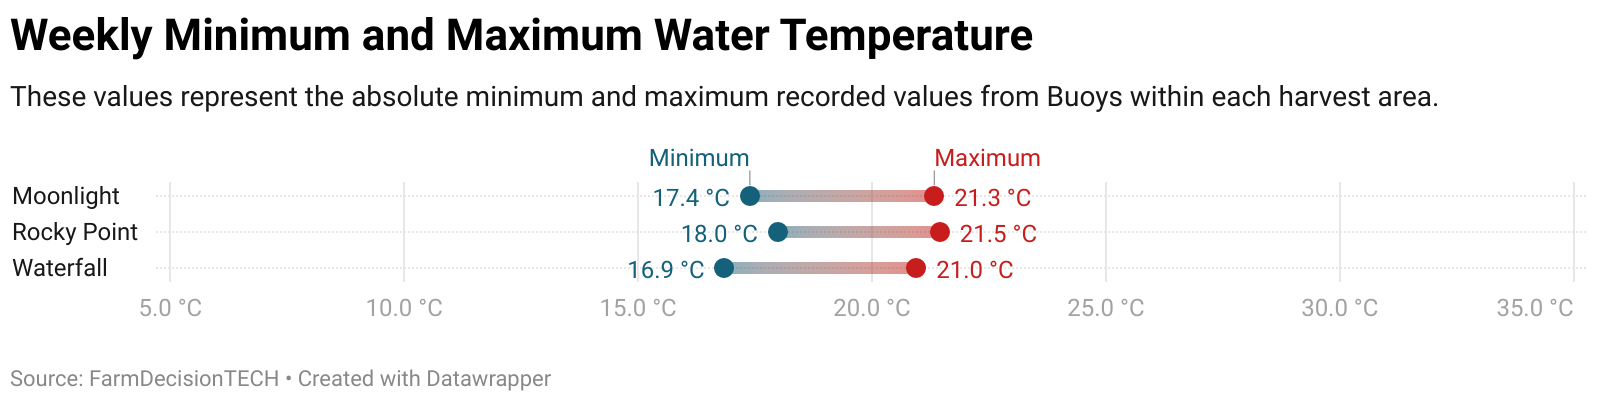 Weekly Minimum and Maximum Water Temperature
These values represent the absolute minimum and maximum recorded values from Buoys within each harvest area.
Minimum Maximum
Moonlight 17.4 °C 21.3 °C
Rocky Point 18.0 °C 21.5 °C
Waterfall 16.9 °C 21.0 °C
5.0 °C 10.0 °C 15.0 °C 20.0 °C 25.0 °C 30.0 °C 35.0 °C
Source: FarmDecisionTECH • Created with Datawrapper